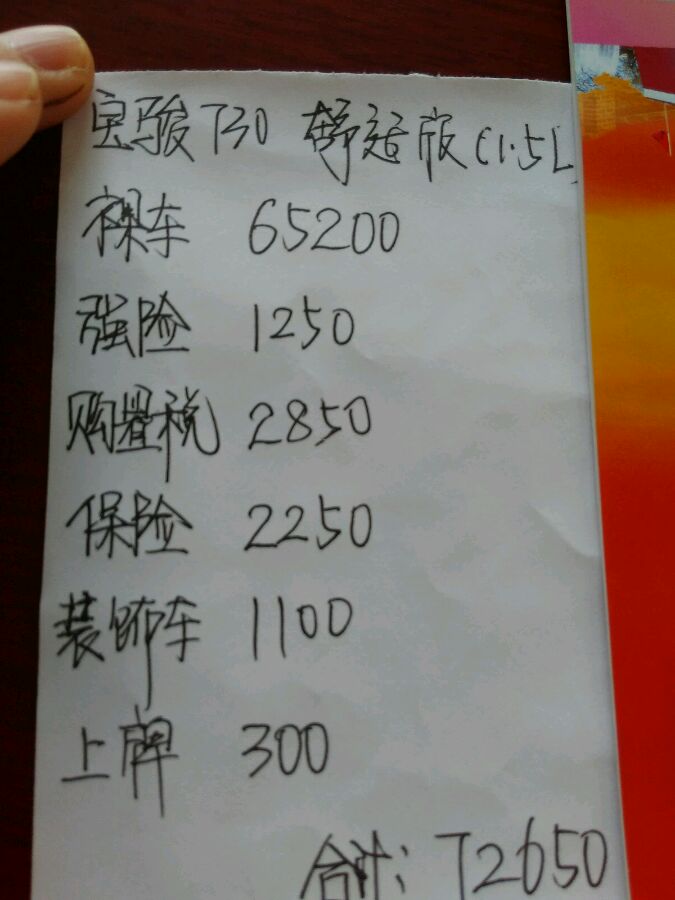 宝骏730 舒适版(1.5L
裸车 65200
强险 1250
购置税 2850
保险 2250
装饰车 1100
上牌 300
合计: 72650